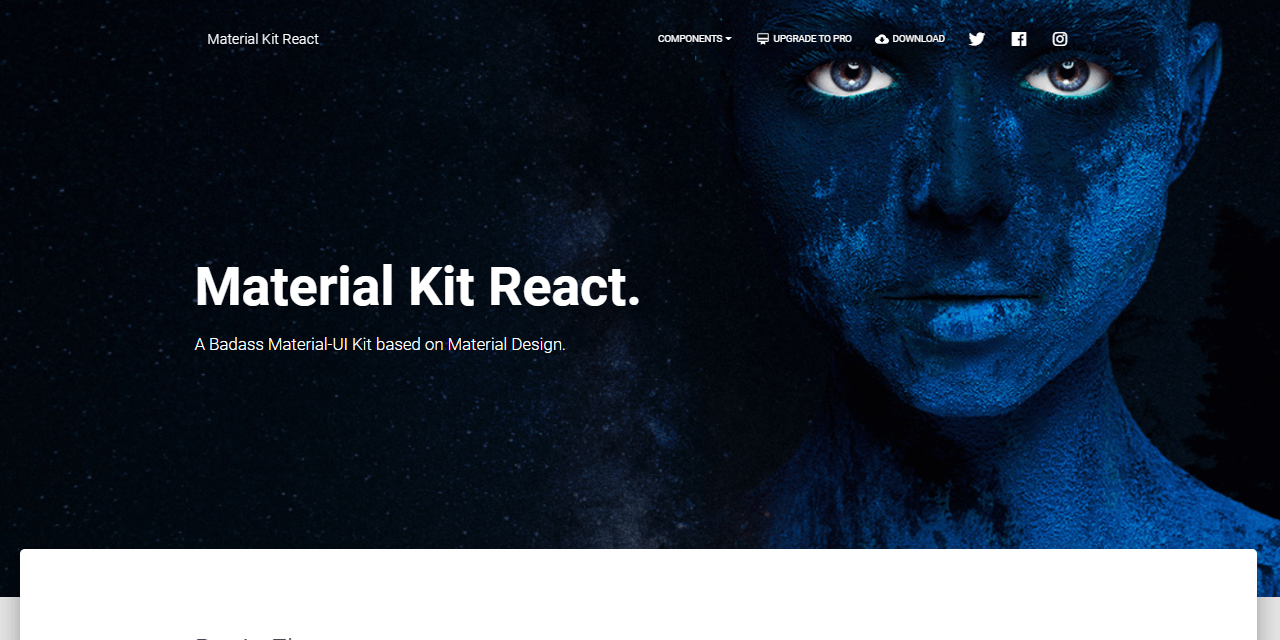 Material Kit React
COMPONENTS
UPGRADE TO PRO
DOWNLOAD
Material Kit React.
A Badass Material-UI Kit based on Material Design.